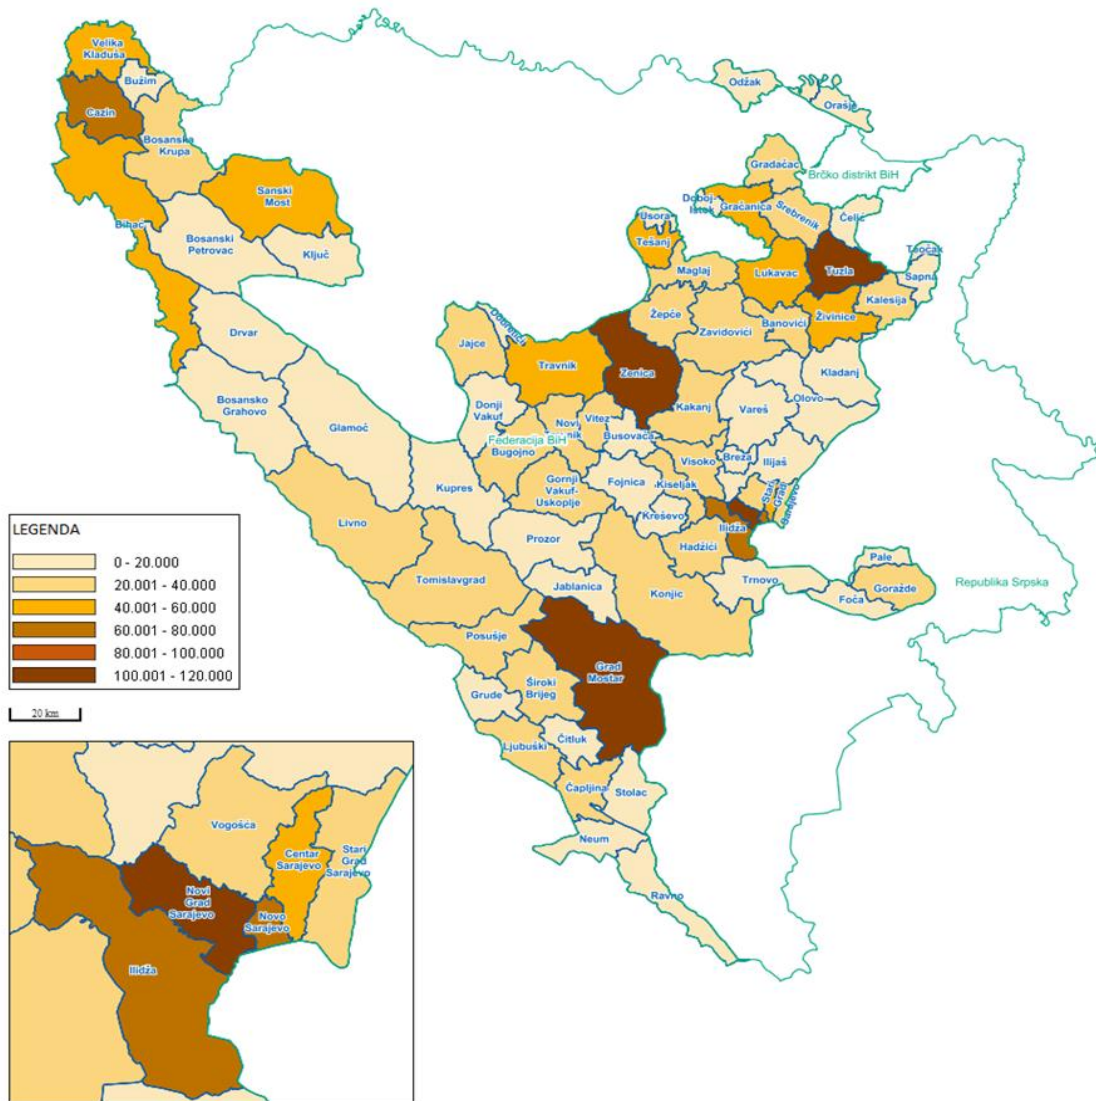 Velika
Kladuša
Bužim
Cazin
Bosanska
Krupa
Odžak
Orašje
Gradačac
Brčko distrikt BiH
Sanski
Most
Doboj-
Istok
Gračanica
Srebrenik
Čelić
Bihać
Usora
Tešanj
Teočak
Bosanski
Petrovac
Ključ
Maglaj
Lukavac
Tuzla
Sapna
Kalesija
Drvar
Dobretići
Žepče
Zavidovići
Banovići
Živinice
Jajce
Travnik
Zenica
Kladanj
Bosansko
Grahovo
Glamoč
Donji
Vakuf
Novi
Vitez
Kakanj
Vareš
Olovo
Federacija BiH
Busovača
Bugojno
Visoko
Breza
Ilijaš
Kupres
Gornji
Vakuf-
Uskoplje
Fojnica
Kiseljak
Stari
Grad
Sarajevo
Livno
Kreševo
Ilidža
Prozor
Hadžići
Tomislavgrad
Jablanica
Konjic
Trnovo
Pale
Goražde
Foča
Republika Srpska
Posušje
Grad
Mostar
Široki
Brijeg
Grude
Čitluk
Ljubuški
Čapljina
Stolac
Neum
Ravno
LEGENDA
0 - 20.000
20.001 - 40.000
40.001 - 60.000
60.001 - 80.000
80.001 - 100.000
100.001 - 120.000
20 km
Vogošća
Centar
Sarajevo
Stari
Grad
Sarajevo
Novi
Grad
Sarajevo
Novo
Sarajevo
Ilidža